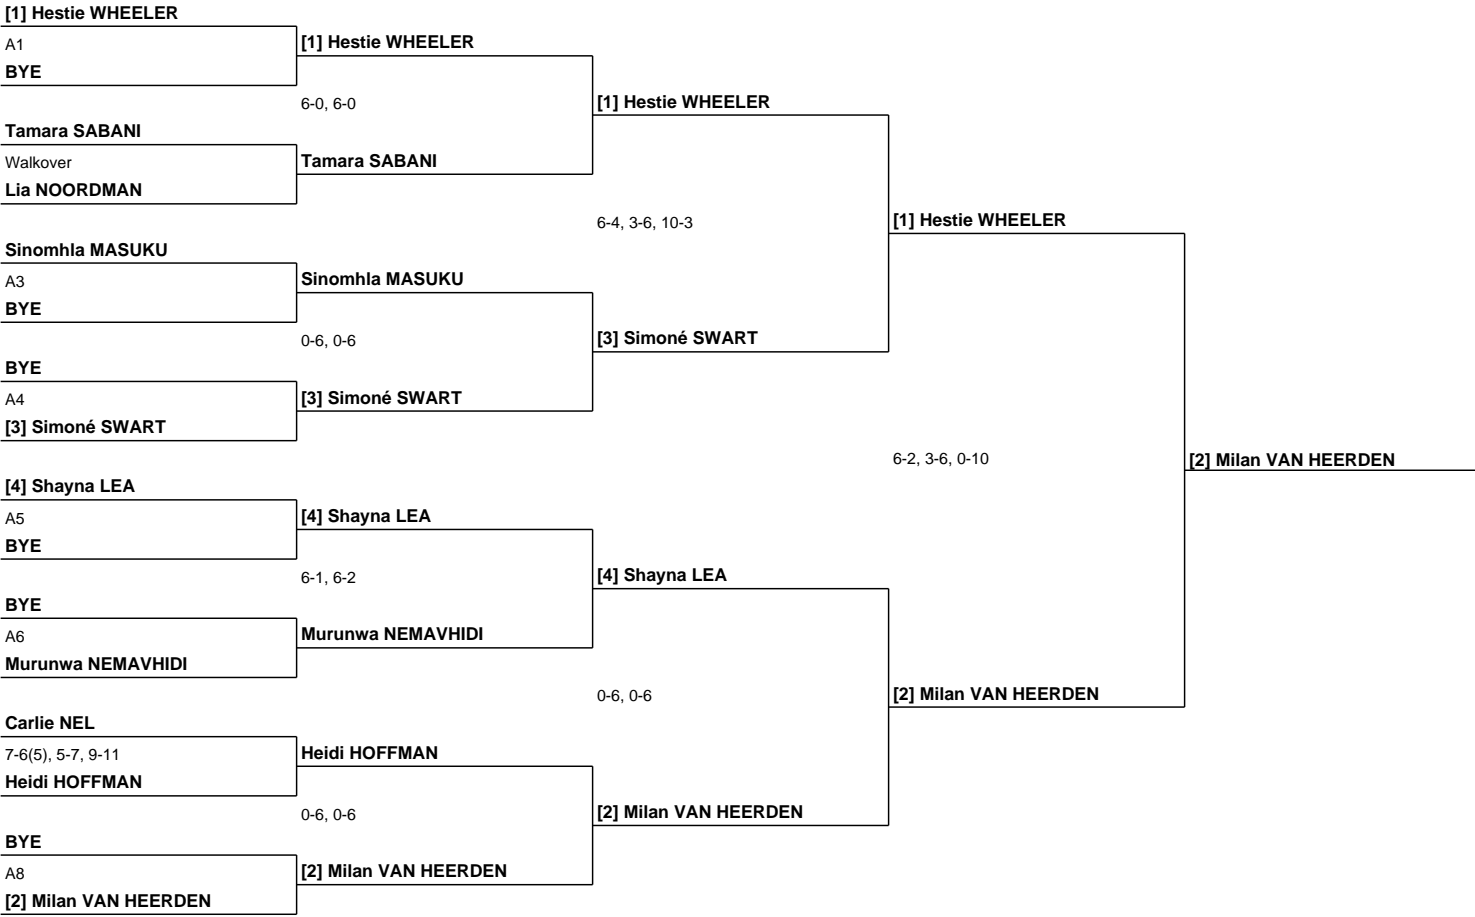 [1] Hestie WHEELER
A1
BYE
[1] Hestie WHEELER
6-0, 6-0
Tamara SABANI
Walkover
Lia NOORDMAN
Tamara SABANI
[1] Hestie WHEELER
6-4, 3-6, 10-3
Sinomhla MASUKU
A3
BYE
Sinomhla MASUKU
0-6, 0-6
BYE
A4
[3] Simoné SWART
[3] Simoné SWART
[3] Simoné SWART
[1] Hestie WHEELER
6-2, 3-6, 0-10
[2] Milan VAN HEERDEN
[4] Shayna LEA
A5
BYE
[4] Shayna LEA
6-1, 6-2
BYE
A6
Murunwa NEMAVHIDI
Murunwa NEMAVHIDI
[4] Shayna LEA
0-6, 0-6
[2] Milan VAN HEERDEN
Carlie NEL
7-6(5), 5-7, 9-11
Heidi HOFFMAN
Heidi HOFFMAN
0-6, 0-6
[2] Milan VAN HEERDEN
BYE
A8
[2] Milan VAN HEERDEN
[2] Milan VAN HEERDEN